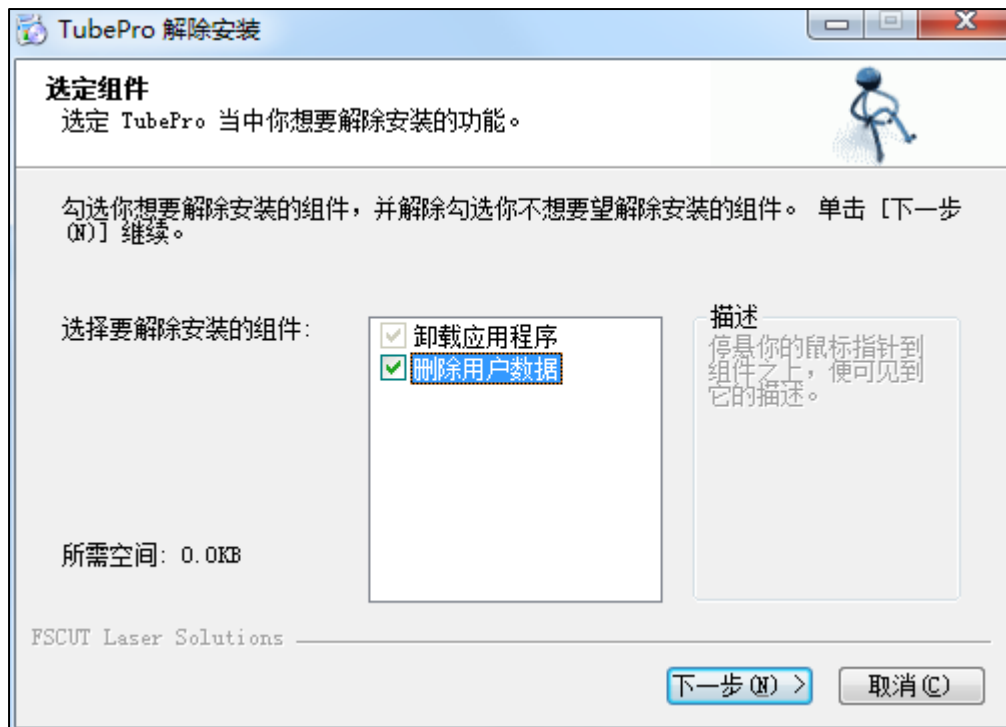 TubePro 解除安装
选定组件
选定 TubePro 当中你想要解除安装的功能。
勾选你想要解除安装的组件，并解除勾选你不想要望解除安装的组件。 单击 [下一步
(N)] 继续。
选择要解除安装的组件:
卸载应用程序
删除用户数据
描述
停悬你的鼠标指针到
组件之上，便可见到
它的描述。
所需空间: 0.0KB
FSCUT Laser Solutions
下一步(N) >
取消(C)